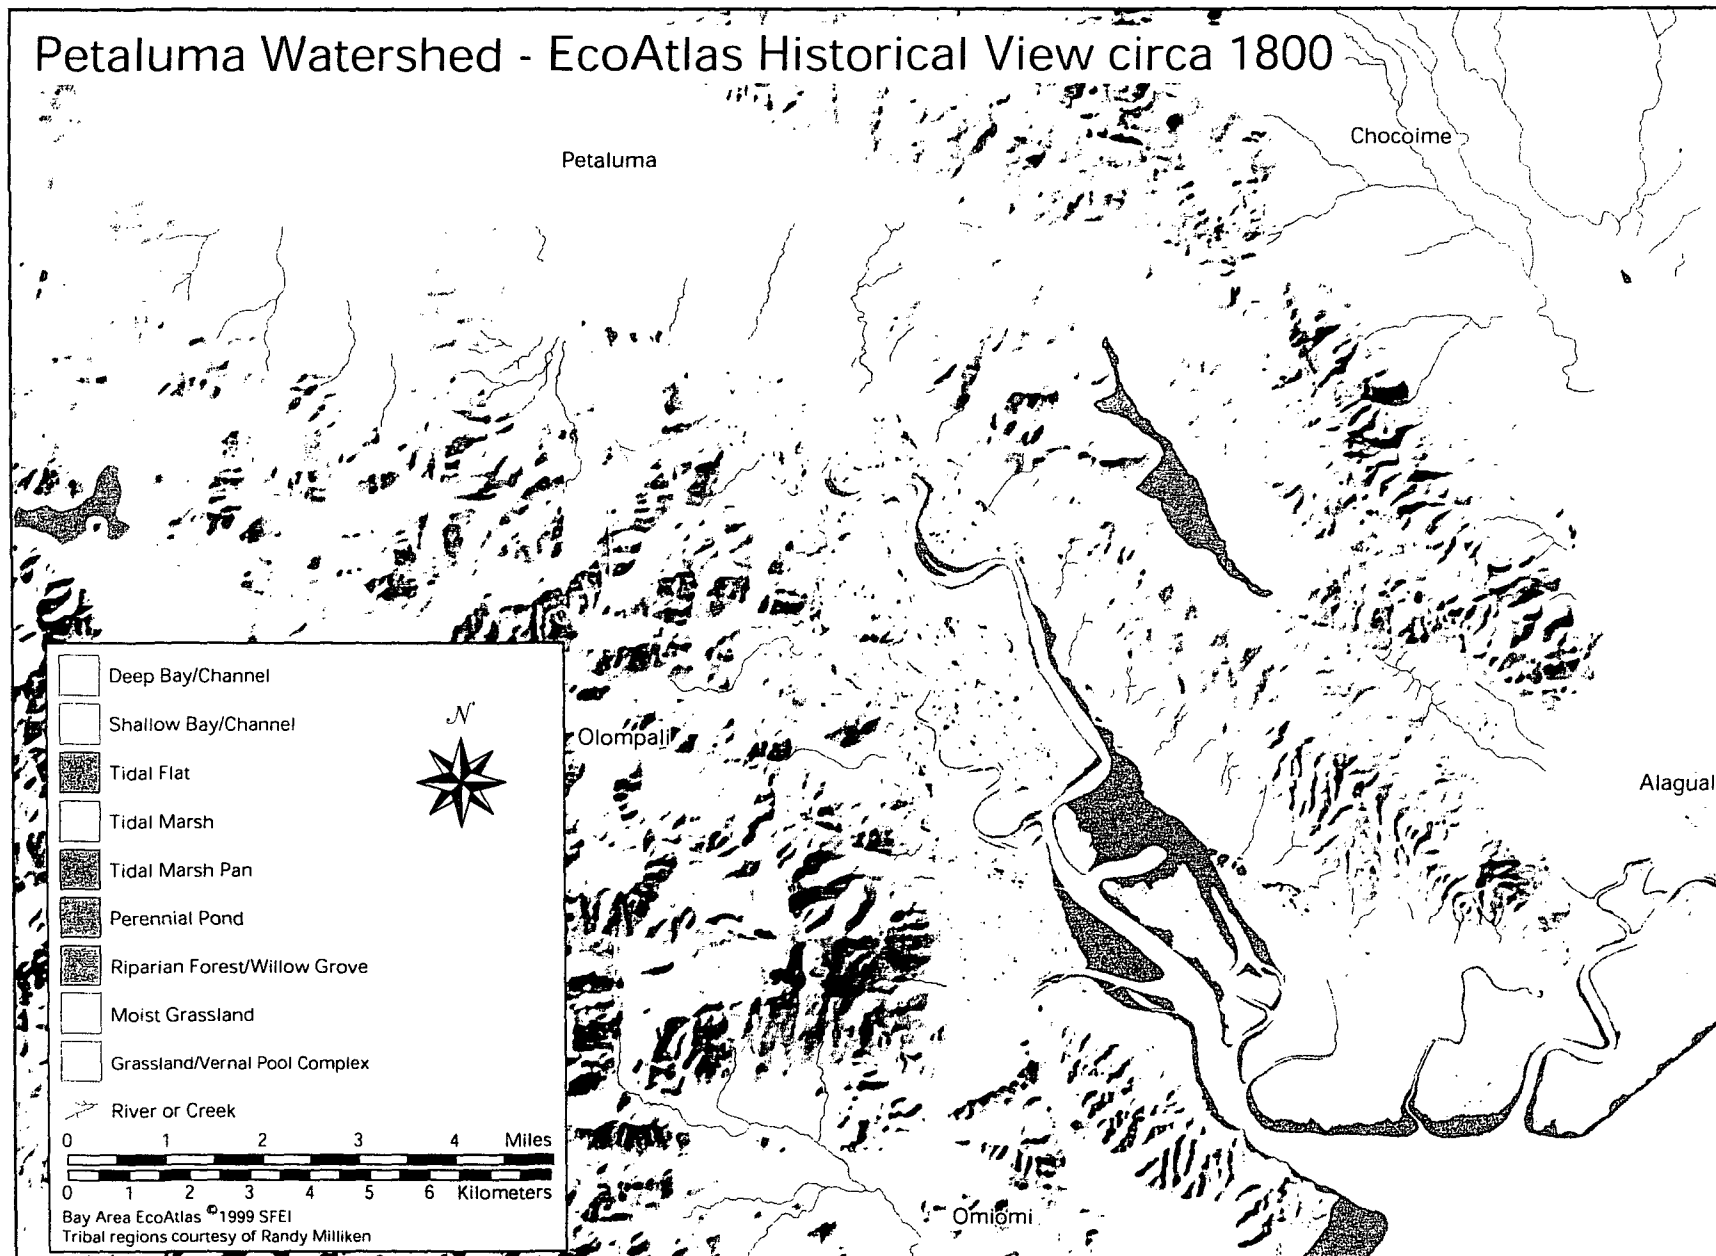 Petaluma Watershed - EcoAtlas Historical View circa 1800
Chocoime
Petaluma
Olompali
Alagual
Omiomi
Deep Bay/Channel
Shallow Bay/Channel
Tidal Flat
Tidal Marsh
Tidal Marsh Pan
Perennial Pond
Riparian Forest/Willow Grove
Moist Grassland
Grassland/Vernal Pool Complex
River or Creek
N
0 1 2 3 4 Miles
0 1 2 3 4 5 6 Kilometers
Bay Area EcoAtlas ©1999 SFEI
Tribal regions courtesy of Randy Milliken